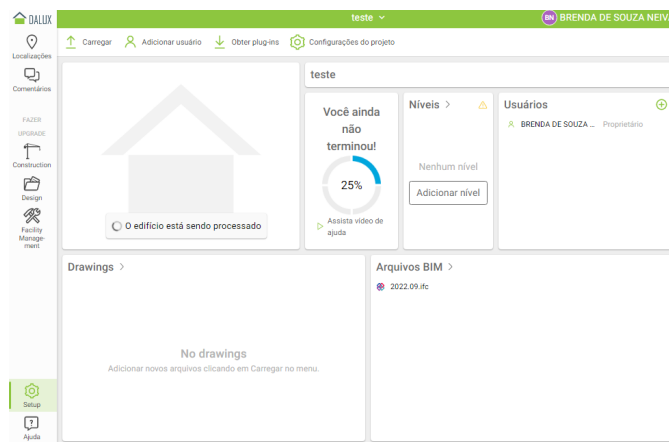 DALUX
teste
BN BRENDA DE SOUZA NEIVA
Carregar
Adicionar usuário
Obter plug-ins
Configurações do projeto
Localizações
Comentários
FAZER
UPGRADE
Construction
Design
Facility
Manage-
ment
Setup
Ajuda
O edifício está sendo processado
teste
Você ainda
não
terminou!
25%
Assista vídeo de
ajuda
Níveis
Nenhum nível
Adicionar nível
Usuários
BRENDA DE SOUZA ... Proprietário
Drawings
No drawings
Adicionar novos arquivos clicando em Carregar no menu.
Arquivos BIM
2022.09.ifc